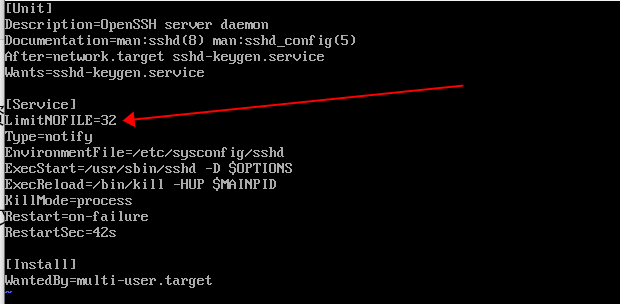 [Unit]
Description=OpenSSH server daemon
Documentation=man:sshd(8) man:sshd_config(5)
After=network.target sshd-keygen.service
Wants=sshd-keygen.service
[Service]
LimitNOFILE=32
Type=notify
EnvironmentFile=/etc/sysconfig/sshd
ExecStart=/usr/sbin/sshd -D $OPTIONS
ExecReload=/bin/kill -HUP $MAINPID
KillMode=process
Restart=on-failure
RestartSec=42s
[Install]
WantedBy=multi-user.target
~